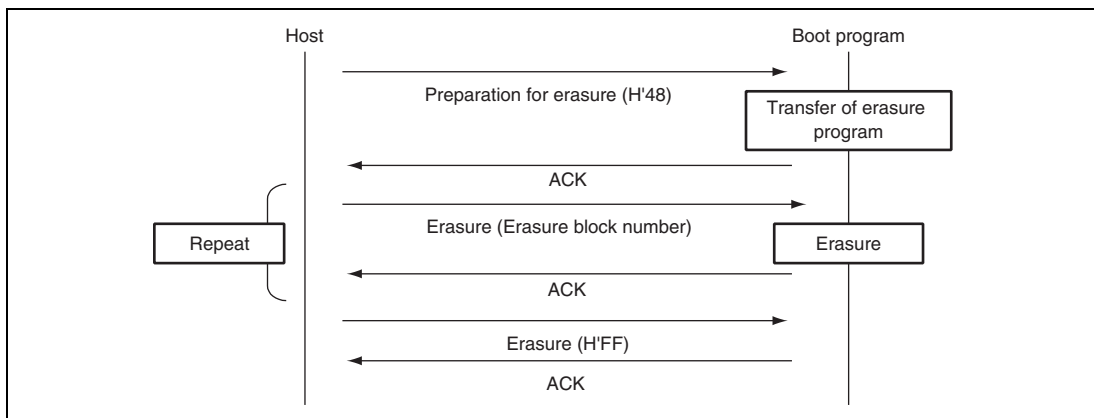 Host
Boot program
Preparation for erasure (H'48)
Transfer of erasure
program
ACK
Erasure (Erasure block number)
Repeat
Erasure
ACK
Erasure (H'FF)
ACK